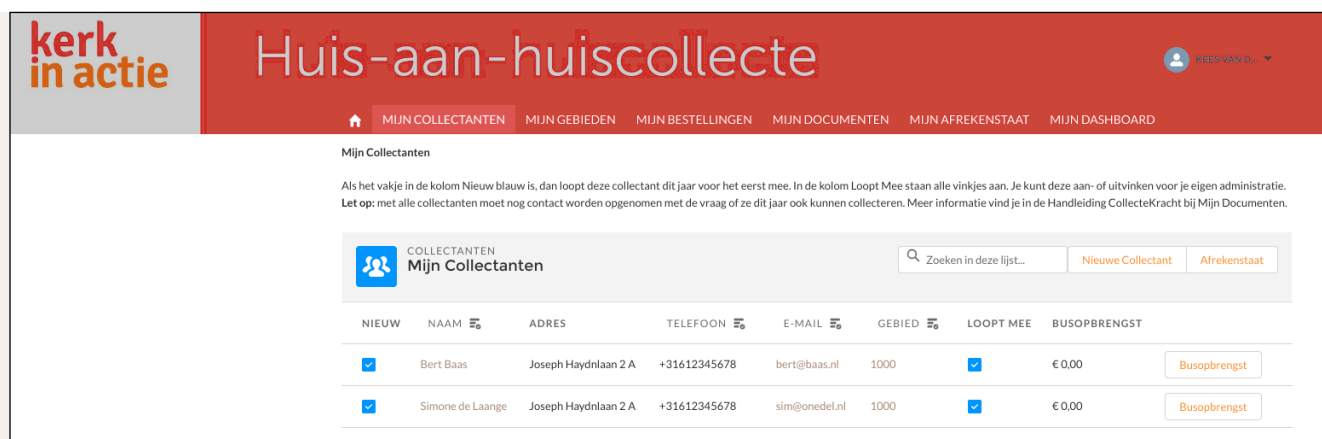 kerk
in actie
Huis-aan-huiscollecte
KEES VAN D...
MIJN COLLECTANTEN MIJN GEBIEDEN MIJN BESTELLINGEN MIJN DOCUMENTEN MIJN AFREKENSTAAT MIJN DASHBOARD
Mijn Collectanten
Als het vakje in de kolom Nieuw blauw is, dan loopt deze collectant dit jaar voor het eerst mee. In de kolom Loopt Mee staan alle vinkjes aan. Je kunt deze aan- of uitvinken voor je eigen administratie.
Let op: met alle collectanten moet nog contact worden opgenomen met de vraag of ze dit jaar ook kunnen collecteren. Meer informatie vind je in de Handleiding CollecteKracht bij Mijn Documenten.
COLLECTANTEN
Mijn Collectanten
Zoeken in deze lijst... Nieuwe Collectant Afrekenstaat
NIEUW NAAM ADRES TELEFOON E-MAIL GEBIED LOOPT MEE BUSOPBRENGST
Bert Baas Joseph Haydnlaan 2 A +31612345678 bert@baas.nl 1000 € 0,00 Busopbrengst
Simone de Laange Joseph Haydnlaan 2 A +31612345678 sim@onedel.nl 1000 € 0,00 Busopbrengst